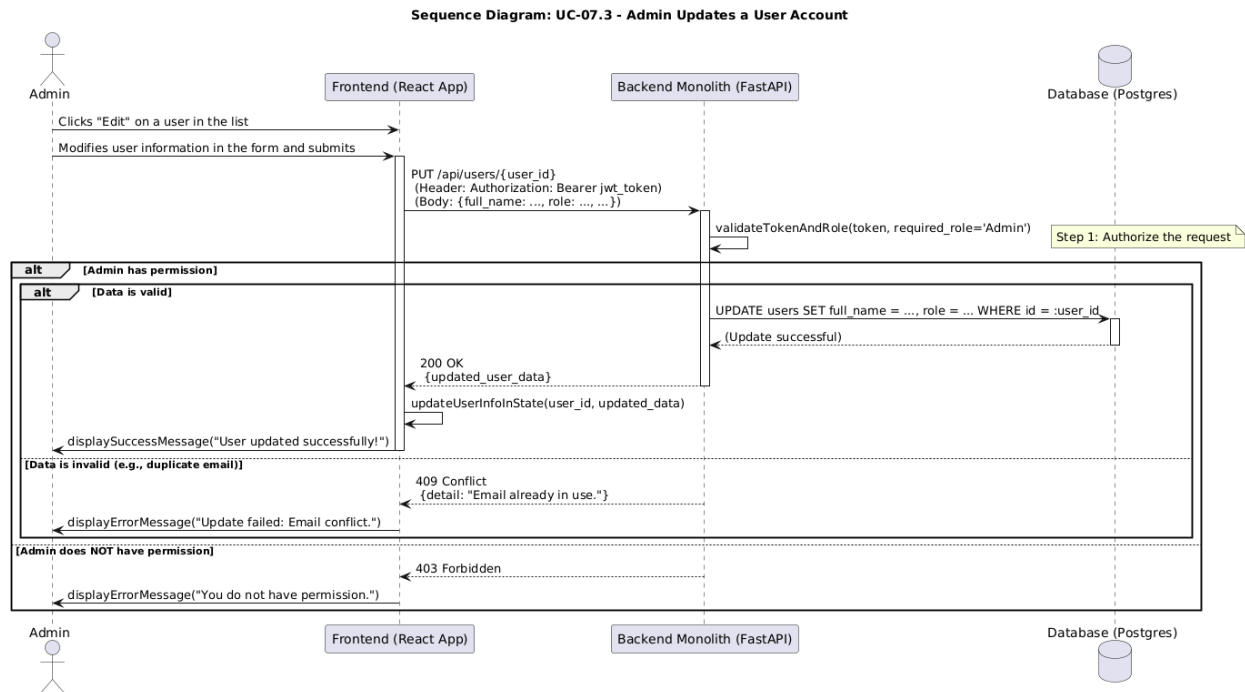 Sequence Diagram: UC-07.3 - Admin Updates a User Account
Admin
Frontend (React App)
Backend Monolith (FastAPI)
Database (Postgres)
Clicks "Edit" on a user in the list
Modifies user information in the form and submits
PUT /api/users/{user_id}
(Header: Authorization: Bearer jwt_token)
(Body: {full_name: ..., role: ..., ...})
validateTokenAndRole(token, required_role='Admin')
Step 1: Authorize the request
alt
[Admin has permission]
alt
[Data is valid]
UPDATE users SET full_name = ..., role = ... WHERE id = :user_id
(Update successful)
200 OK
{updated_user_data}
updateUserInfoInState(user_id, updated_data)
displaySuccessMessage("User updated successfully!")
[Data is invalid (e.g., duplicate email)]
409 Conflict
{detail: "Email already in use."}
displayErrorMessage("Update failed: Email conflict.")
[Admin does NOT have permission]
403 Forbidden
displayErrorMessage("You do not have permission.")
Admin
Frontend (React App)
Backend Monolith (FastAPI)
Database (Postgres)